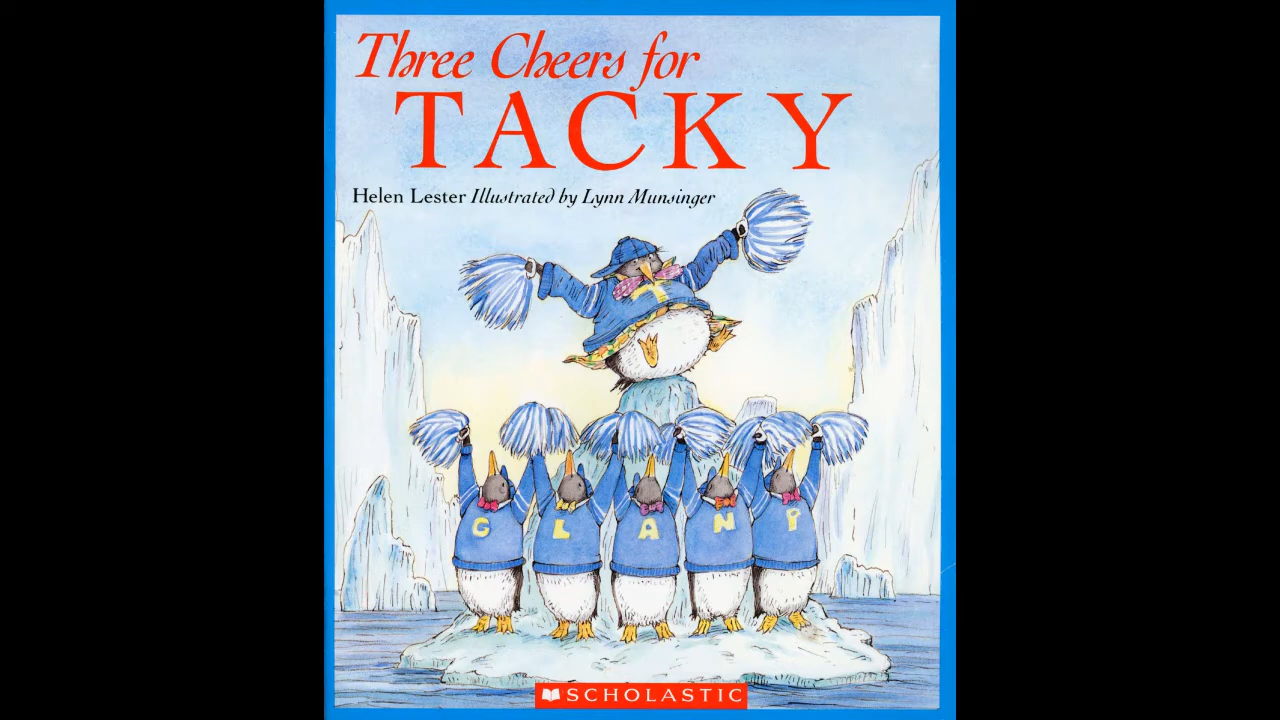 Three Cheers for
TACKY
Helen Lester Illustrated by Lynn Munsinger
T
G L A N P
SCHOLASTIC